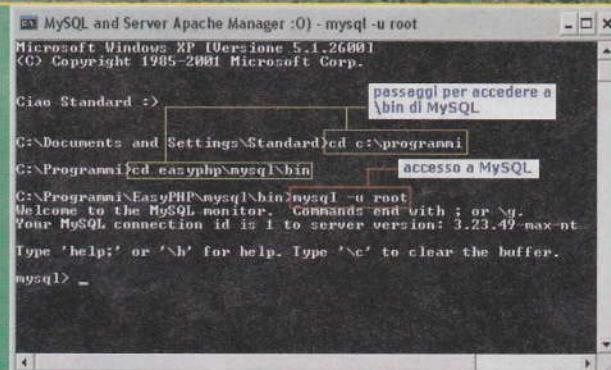 MySQL and Server Apache Manager :O) - mysql -u root
Microsoft Windows XP [Versione 5.1.2600]
(C) Copyright 1985-2001 Microsoft Corp.
passaggi per accedere a
\bin di MySQL
Ciao Standard :)
C:\Documents and Settings\Standard>cd c:\programmi
C:\Programmi>cd easyphp\mysql\bin
accesso a MySQL
C:\Programmi\EasyPHP\mysql\bin>mysql -u root
Welcome to the MySQL monitor.  Commands end with ; or \g.
Your MySQL connection id is 1 to server version: 3.23.49-max-nt
Type 'help;' or '\h' for help. Type '\c' to clear the buffer.
mysql> _